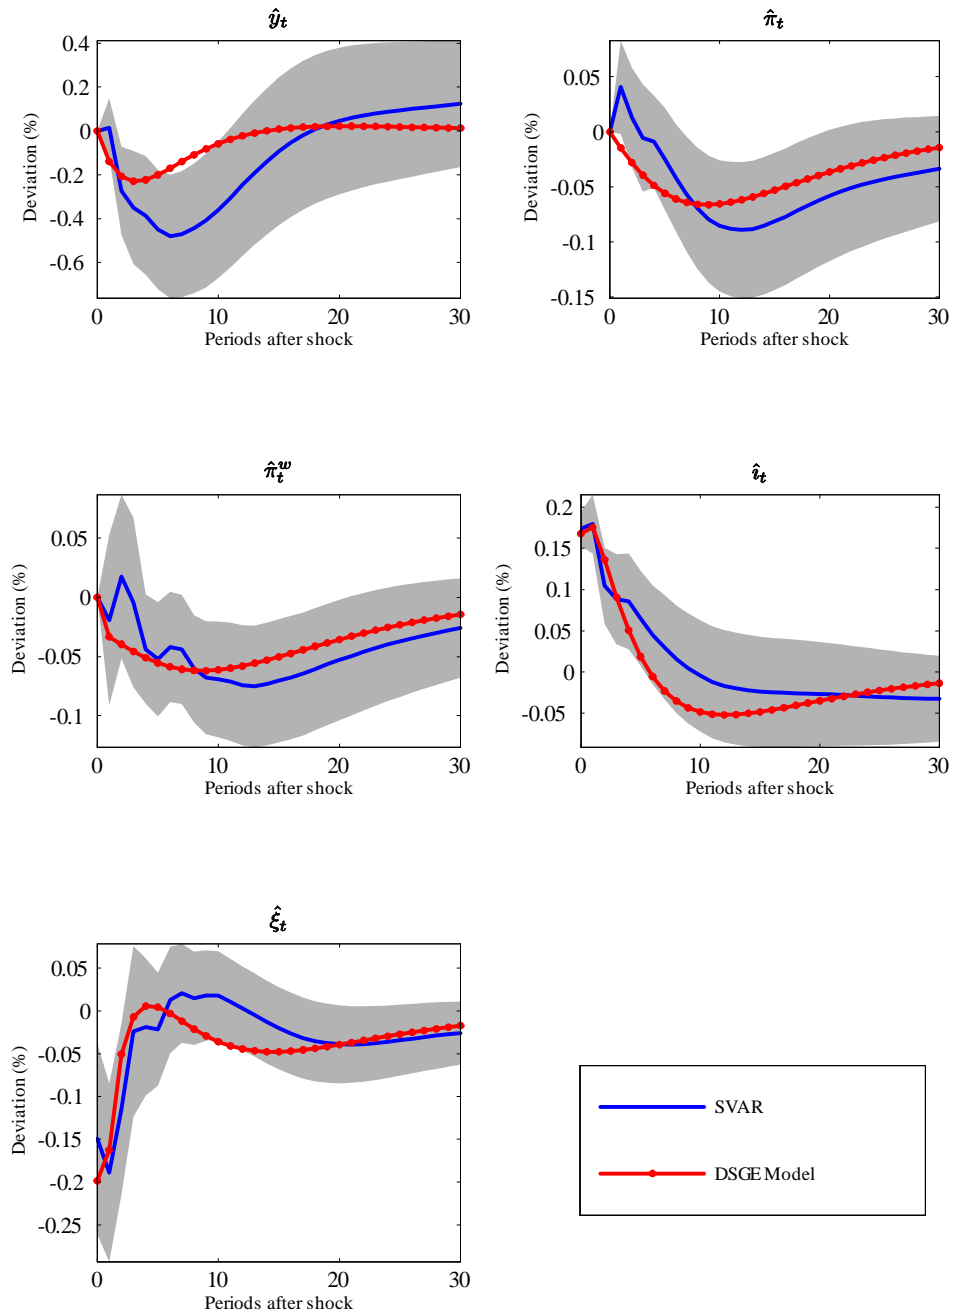 ŷₜ
Deviation (%)
0.4
0.2
0
-0.2
-0.4
-0.6
0 10 20 30
Periods after shock
π̂ₜ
Deviation (%)
0.05
0
-0.05
-0.1
-0.15
0 10 20 30
Periods after shock
π̂ₜʷ
Deviation (%)
0.05
0
-0.05
-0.1
0 10 20 30
Periods after shock
îₜ
Deviation (%)
0.2
0.15
0.1
0.05
0
-0.05
0 10 20 30
Periods after shock
ξ̂ₜ
Deviation (%)
0.05
0
-0.05
-0.1
-0.15
-0.2
-0.25
0 10 20 30
Periods after shock
SVAR
DSGE Model